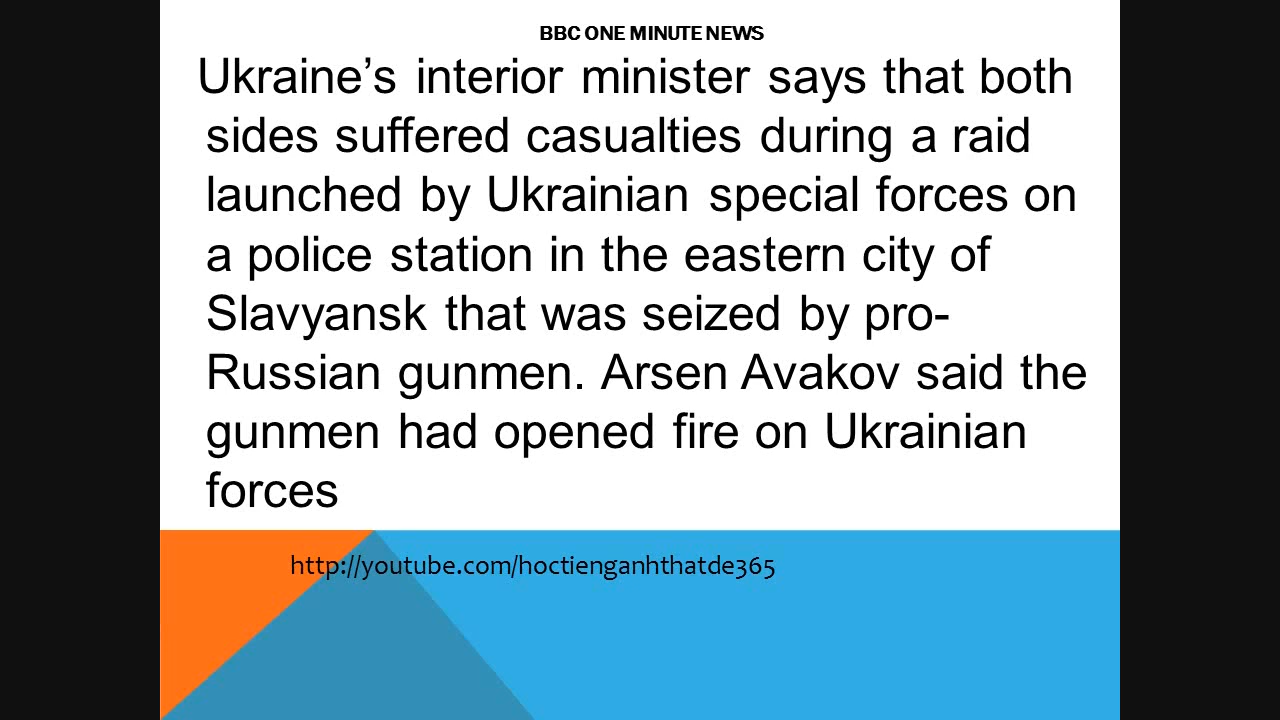 BBC ONE MINUTE NEWS
Ukraine’s interior minister says that both
sides suffered casualties during a raid
launched by Ukrainian special forces on
a police station in the eastern city of
Slavyansk that was seized by pro-
Russian gunmen. Arsen Avakov said the
gunmen had opened fire on Ukrainian
forces
http://youtube.com/hoctienganhthatde365